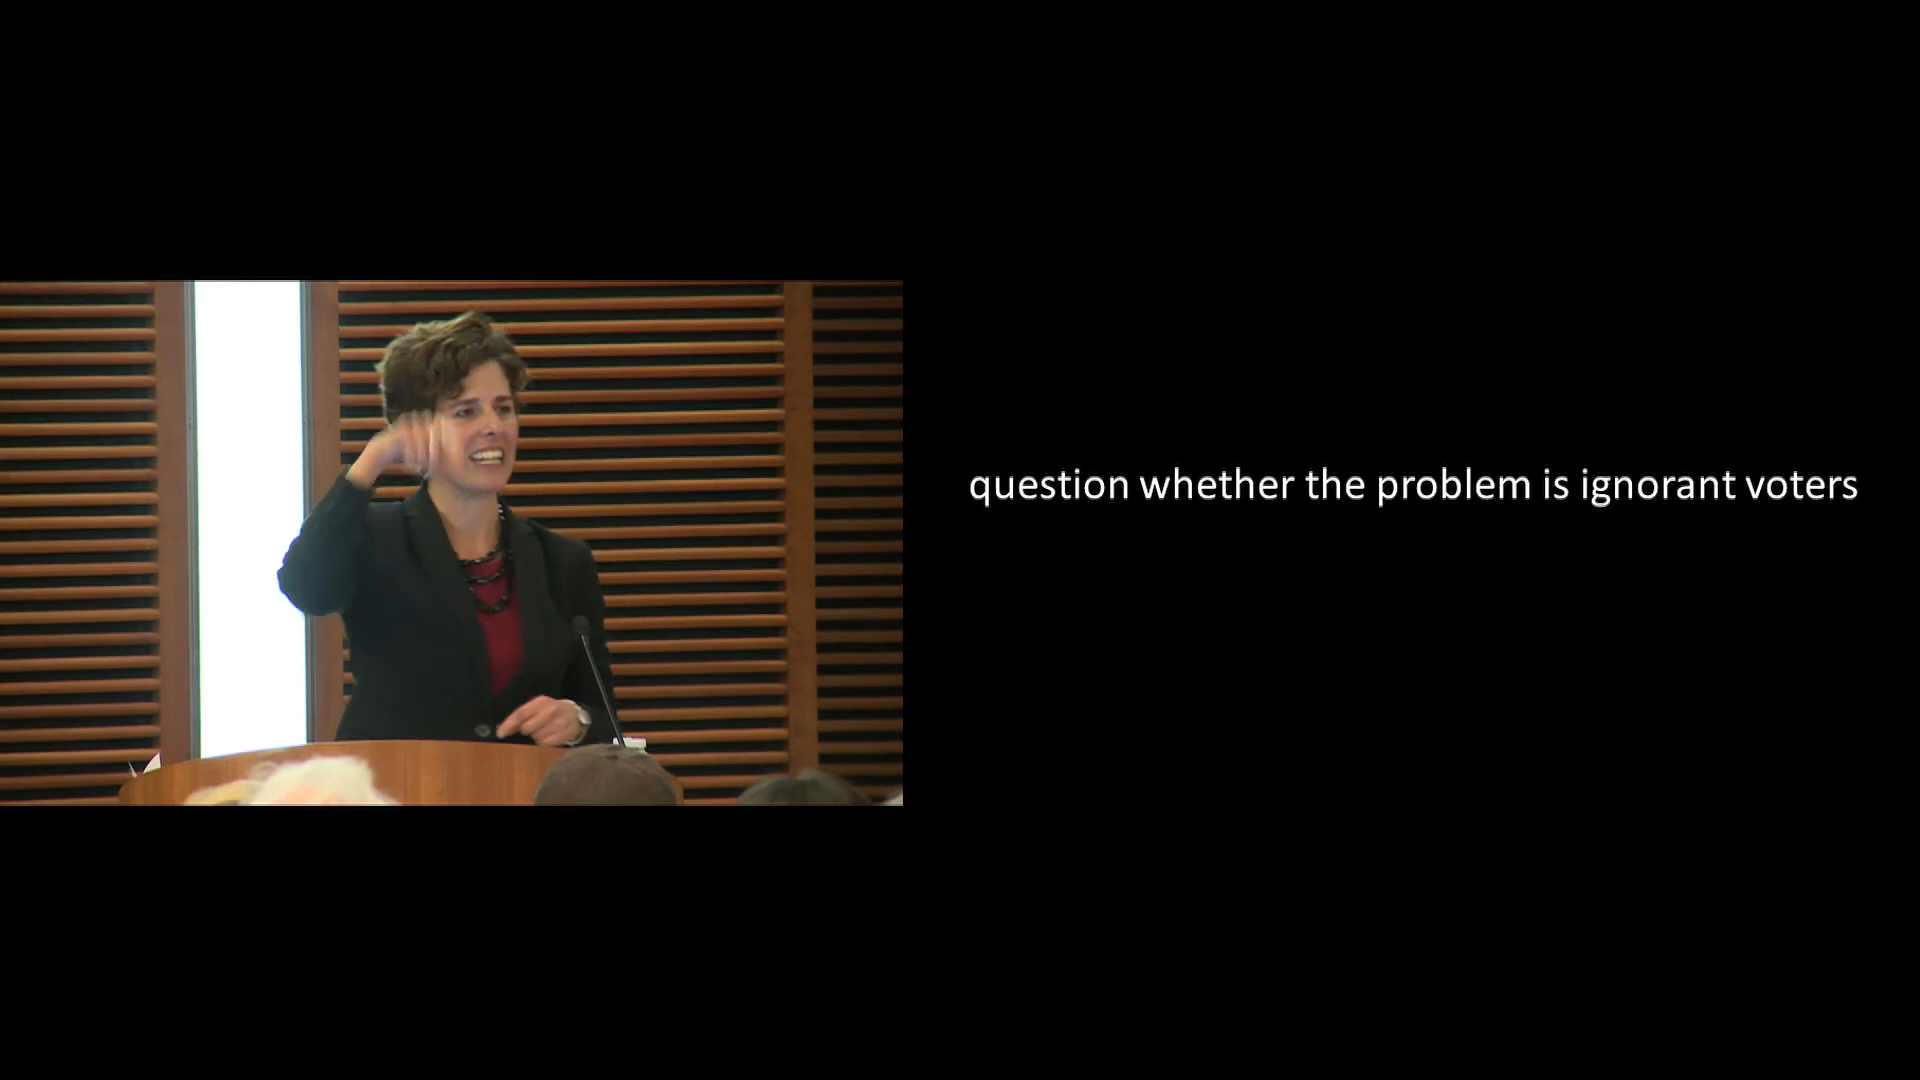 question whether the problem is ignorant voters